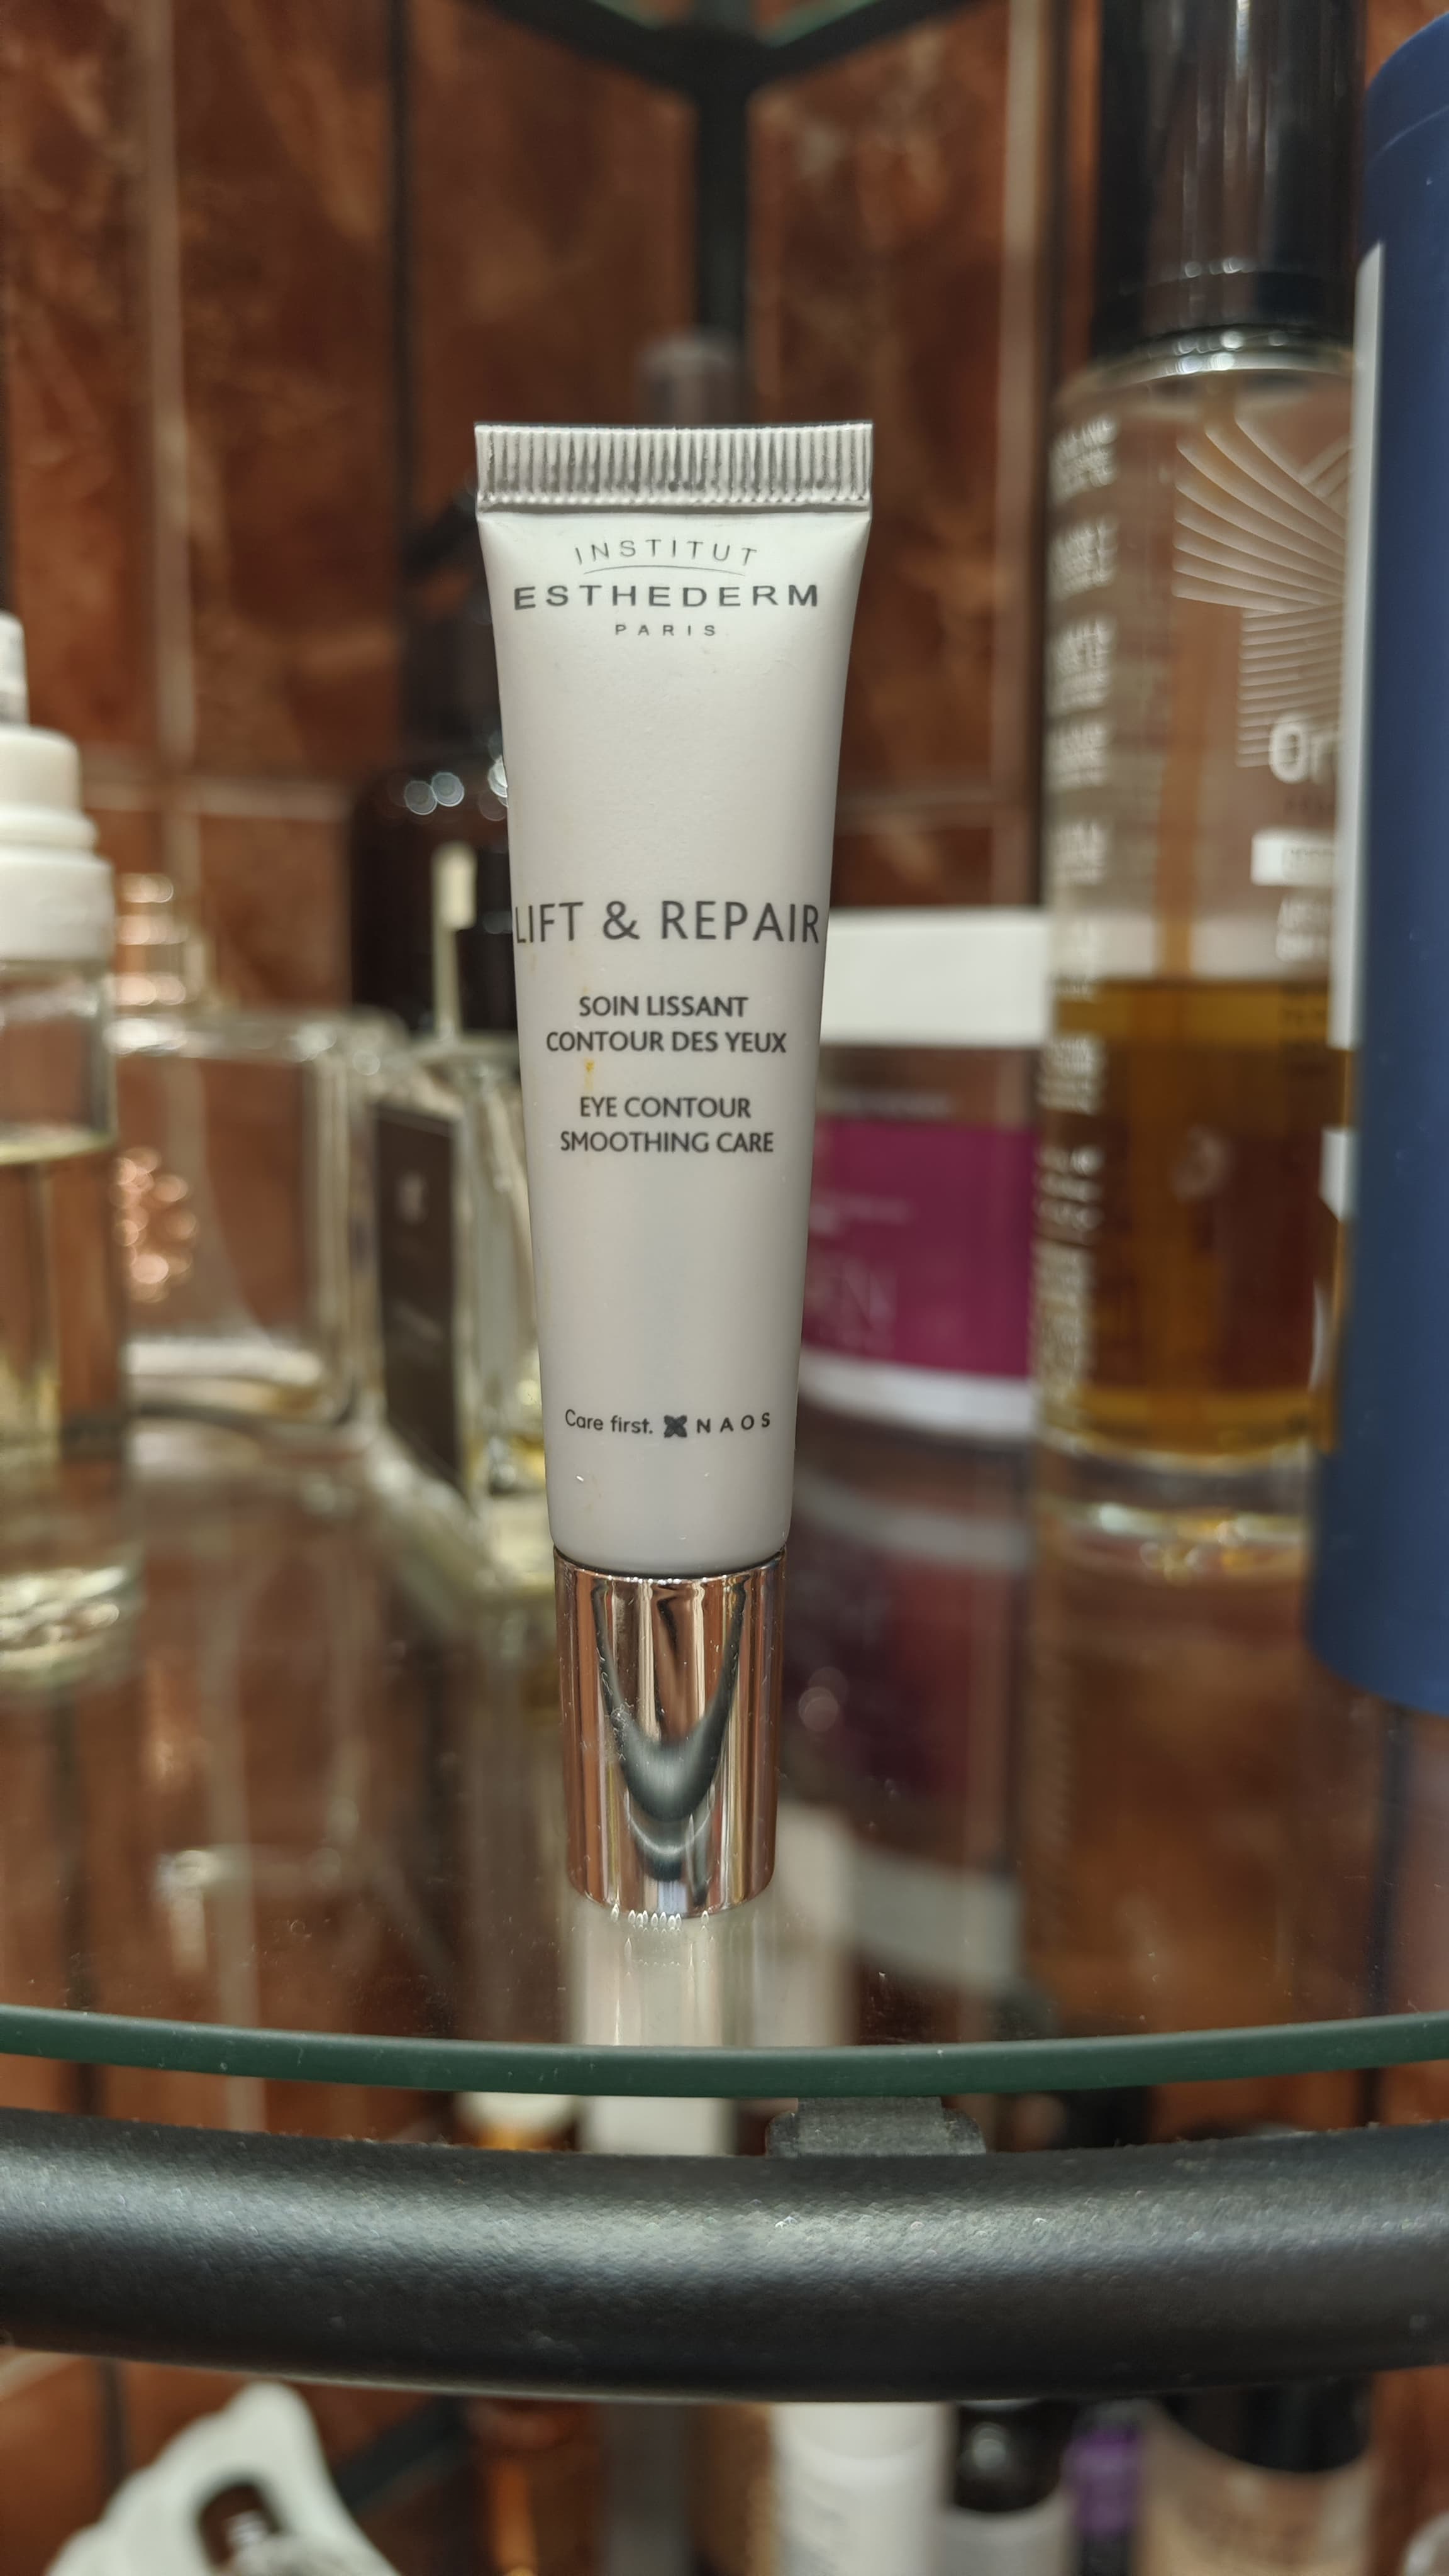 INSTITUT
ESTHEDERM
PARIS
LIFT & REPAIR
SOIN LISSANT
CONTOUR DES YEUX
EYE CONTOUR
SMOOTHING CARE
Care first. NAOS